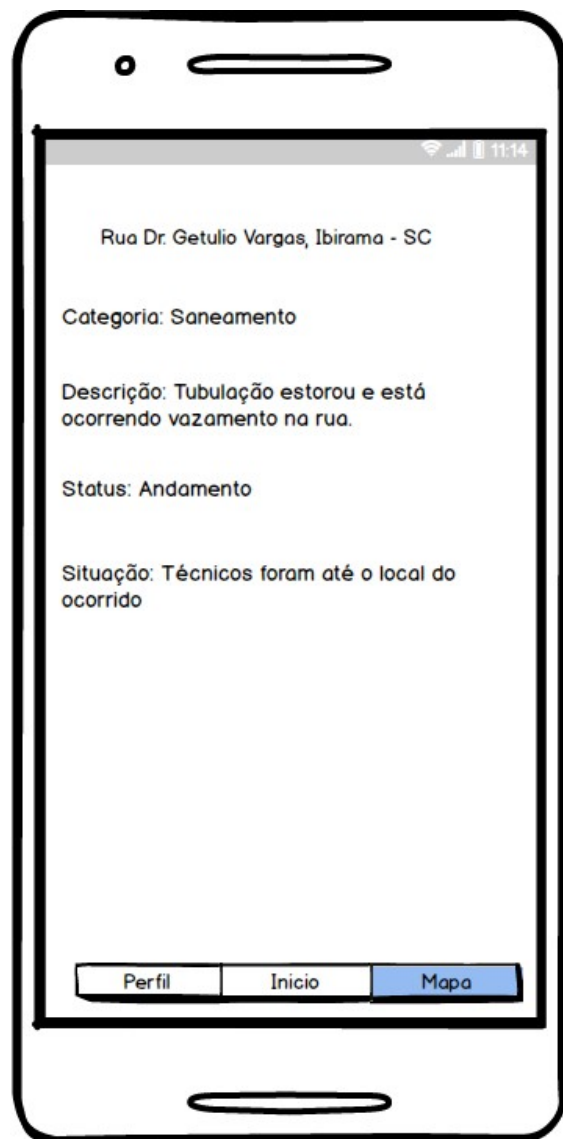 11:14
Rua Dr. Getulio Vargas, Ibirama - SC
Categoria: Saneamento
Descrição: Tubulação estorou e está
ocorrendo vazamento na rua.
Status: Andamento
Situação: Técnicos foram até o local do
ocorrido
Perfil Inicio Mapa